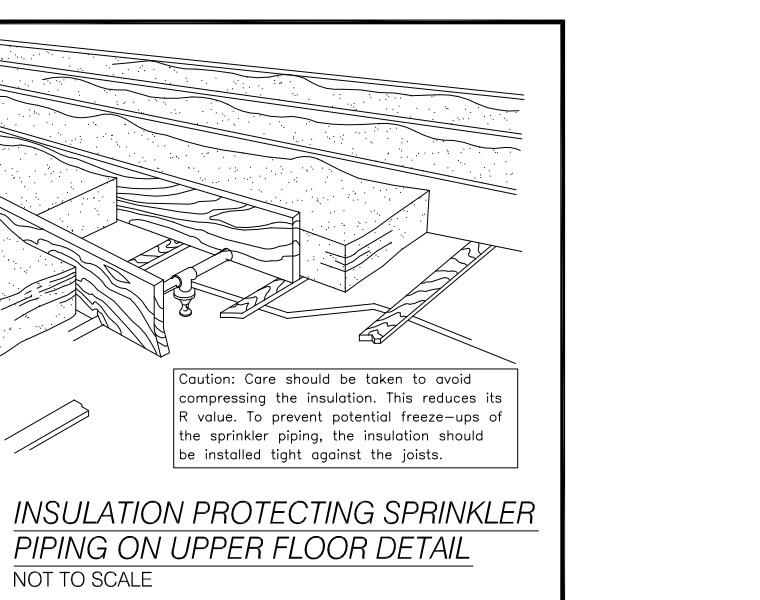 Caution: Care should be taken to avoid
compressing the insulation. This reduces its
R value. To prevent potential freeze-ups of
the sprinkler piping, the insulation should
be installed tight against the joists.
INSULATION PROTECTING SPRINKLER
PIPING ON UPPER FLOOR DETAIL
NOT TO SCALE